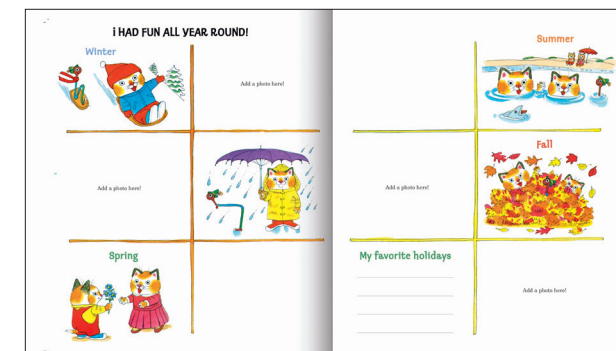 i HAD FUN ALL YEAR ROUND!
Winter
Add a photo here!
Add a photo here!
Spring
Summer
Fall
Add a photo here!
My favorite holidays
Add a photo here!